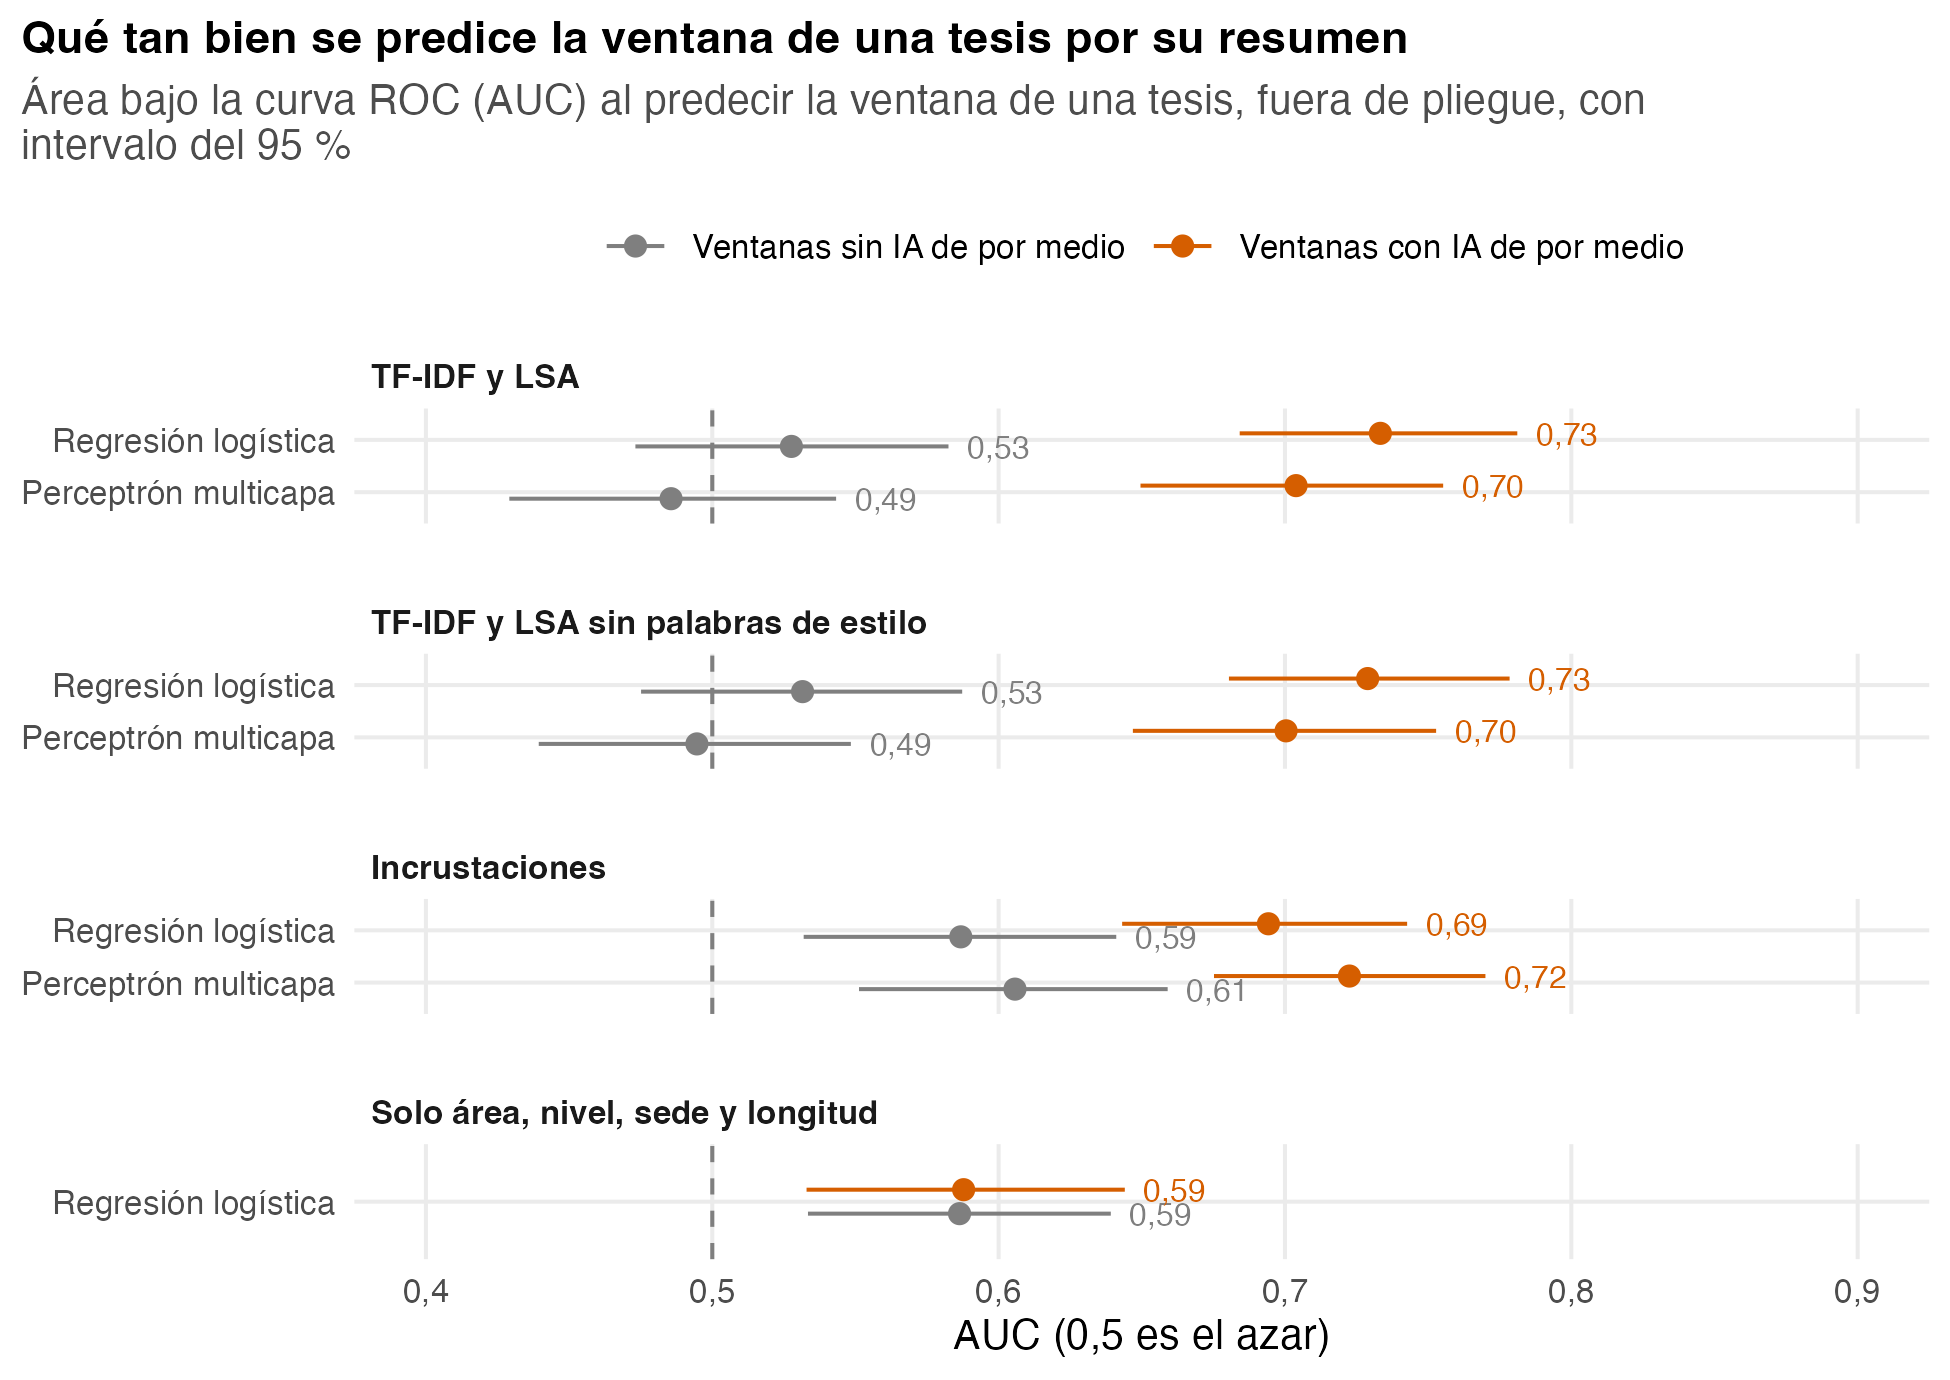 Qué tan bien se predice la ventana de una tesis por su resumen
Área bajo la curva ROC (AUC) al predecir la ventana de una tesis, fuera de pliegue, con
intervalo del 95 %
Ventanas sin IA de por medio
Ventanas con IA de por medio
TF-IDF y LSA
Regresión logística
0,53
0,73
Perceptrón multicapa
0,49
0,70
TF-IDF y LSA sin palabras de estilo
Regresión logística
0,53
0,73
Perceptrón multicapa
0,49
0,70
Incrustaciones
Regresión logística
0,59
0,69
Perceptrón multicapa
0,61
0,72
Solo área, nivel, sede y longitud
Regresión logística
0,59
0,59
0,4
0,5
0,6
0,7
0,8
0,9
AUC (0,5 es el azar)